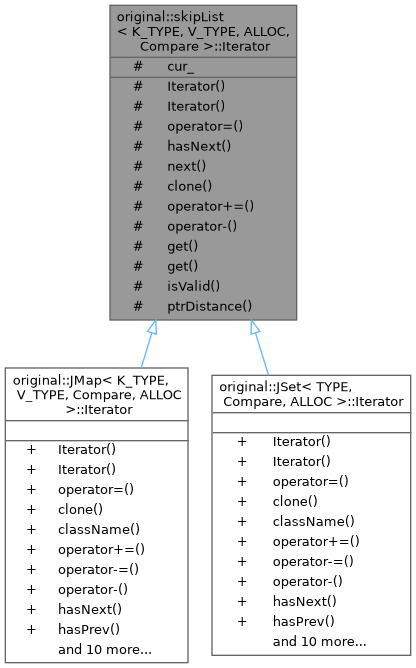 original::skipList
< K_TYPE, V_TYPE, ALLOC,
Compare >::Iterator
# cur_
# Iterator()
# Iterator()
# operator=()
# hasNext()
# next()
# clone()
# operator+=()
# operator-()
# get()
# get()
# isValid()
# ptrDistance()
original::JMap< K_TYPE,
V_TYPE, Compare, ALLOC
>::Iterator
+ Iterator()
+ Iterator()
+ operator=()
+ clone()
+ className()
+ operator+=()
+ operator-=()
+ operator-()
+ hasNext()
+ hasPrev()
and 10 more...
original::JSet< TYPE,
Compare, ALLOC >::Iterator
+ Iterator()
+ Iterator()
+ operator=()
+ clone()
+ className()
+ operator+=()
+ operator-=()
+ operator-()
+ hasNext()
+ hasPrev()
and 10 more...